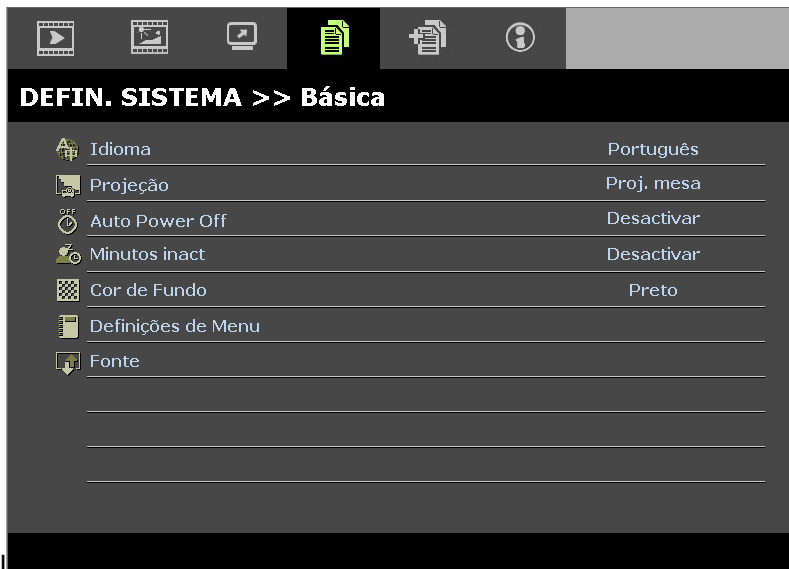 DEFIN. SISTEMA >> Básica
Idioma Português
Projeção Proj. mesa
OFF
Auto Power Off Desactivar
Minutos inact Desactivar
Cor de Fundo Preto
Definições de Menu
Fonte